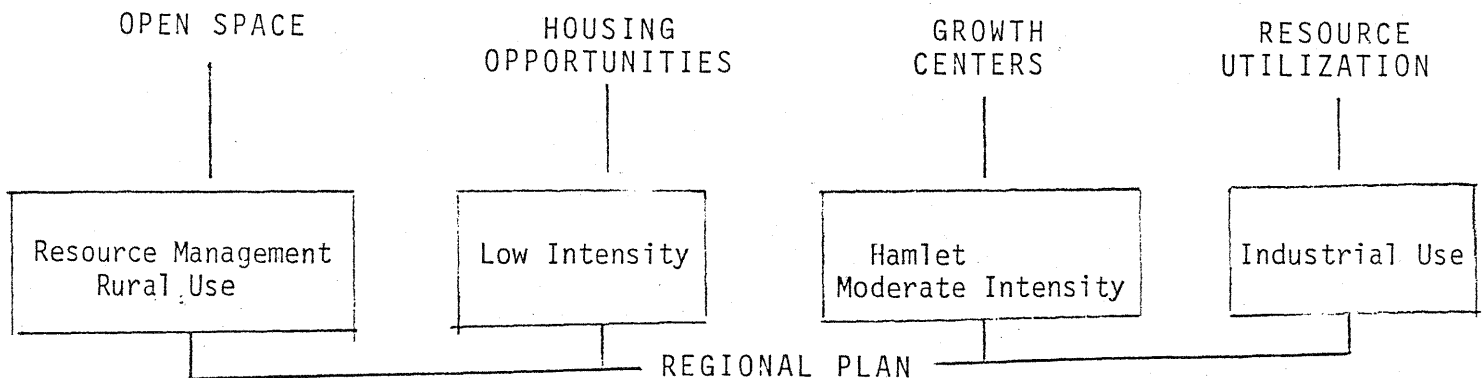 OPEN SPACE
HOUSING
OPPORTUNITIES
GROWTH
CENTERS
RESOURCE
UTILIZATION
Resource Management
Rural Use
Low Intensity
Hamlet
Moderate Intensity
Industrial Use
REGIONAL PLAN